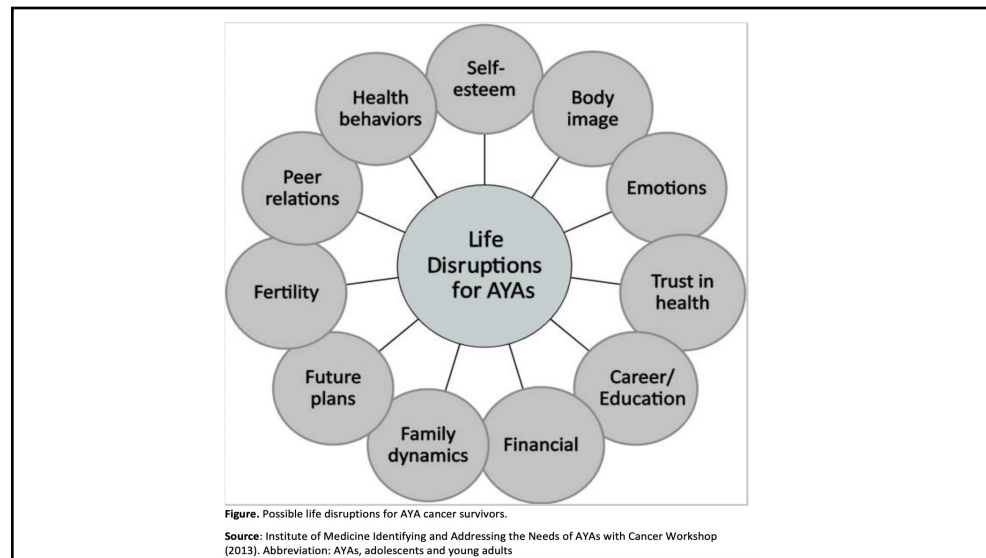 Self-
esteem
Body
image
Emotions
Trust in
health
Career/
Education
Financial
Family
dynamics
Future
plans
Fertility
Peer
relations
Health
behaviors
Life
Disruptions
for AYAs
Figure. Possible life disruptions for AYA cancer survivors.
Source: Institute of Medicine Identifying and Addressing the Needs of AYAs with Cancer Workshop
(2013). Abbreviation: AYAs, adolescents and young adults